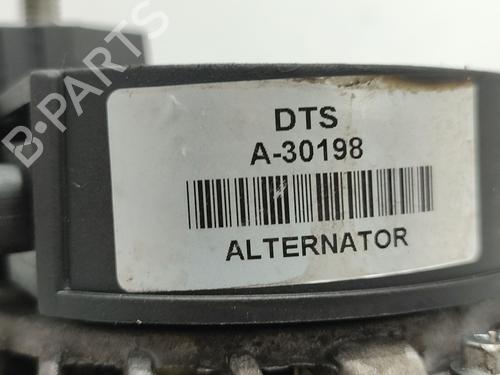 B-PARTS
DTS
A-30198
ALTERNATOR